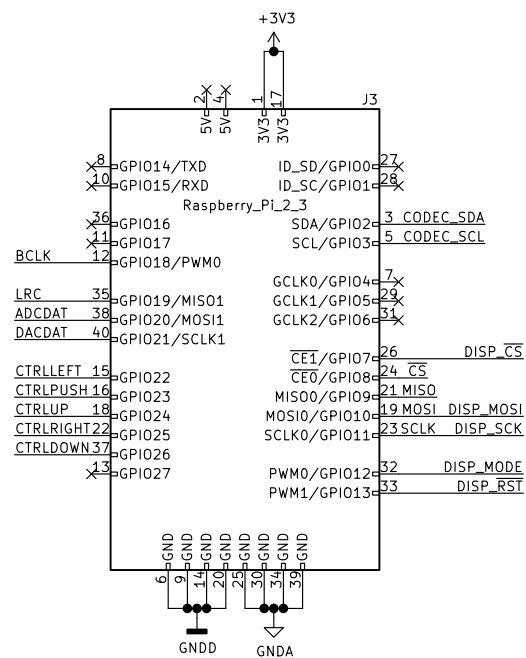 +3V3
J3
2 4 1 17
5V 5V 3V3 3V3
8 GPIO14/TXD ID_SD/GPIO0 27
10 GPIO15/RXD ID_SC/GPIO1 28
Raspberry_Pi_2_3
36 GPIO16 SDA/GPIO2 3 CODEC_SDA
11 GPIO17 SCL/GPIO3 5 CODEC_SCL
BCLK 12 GPIO18/PWM0
GCLK0/GPIO4 7
LRC 35 GPIO19/MISO1 GCLK1/GPIO5 29
ADCDAT 38 GPIO20/MOSI1 GCLK2/GPIO6 31
DACDAT 40 GPIO21/SCLK1
CE1/GPIO7 26 DISP_CS
CTRLLEFT 15 GPIO22 CE0/GPIO8 24 CS
CTRLPUSH 16 GPIO23 MISO0/GPIO9 21 MISO
CTRLUP 18 GPIO24 MOSI0/GPIO10 19 MOSI DISP_MOSI
CTRLRIGHT 22 GPIO25 SCLK0/GPIO11 23 SCLK DISP_SCK
CTRLDOWN 37 GPIO26
13 GPIO27 PWM0/GPIO12 32 DISP_MODE
PWM1/GPIO13 33 DISP_RST
GND GND GND GND GND GND GND GND
6 9 14 20 25 30 34 39
GNDD GNDA